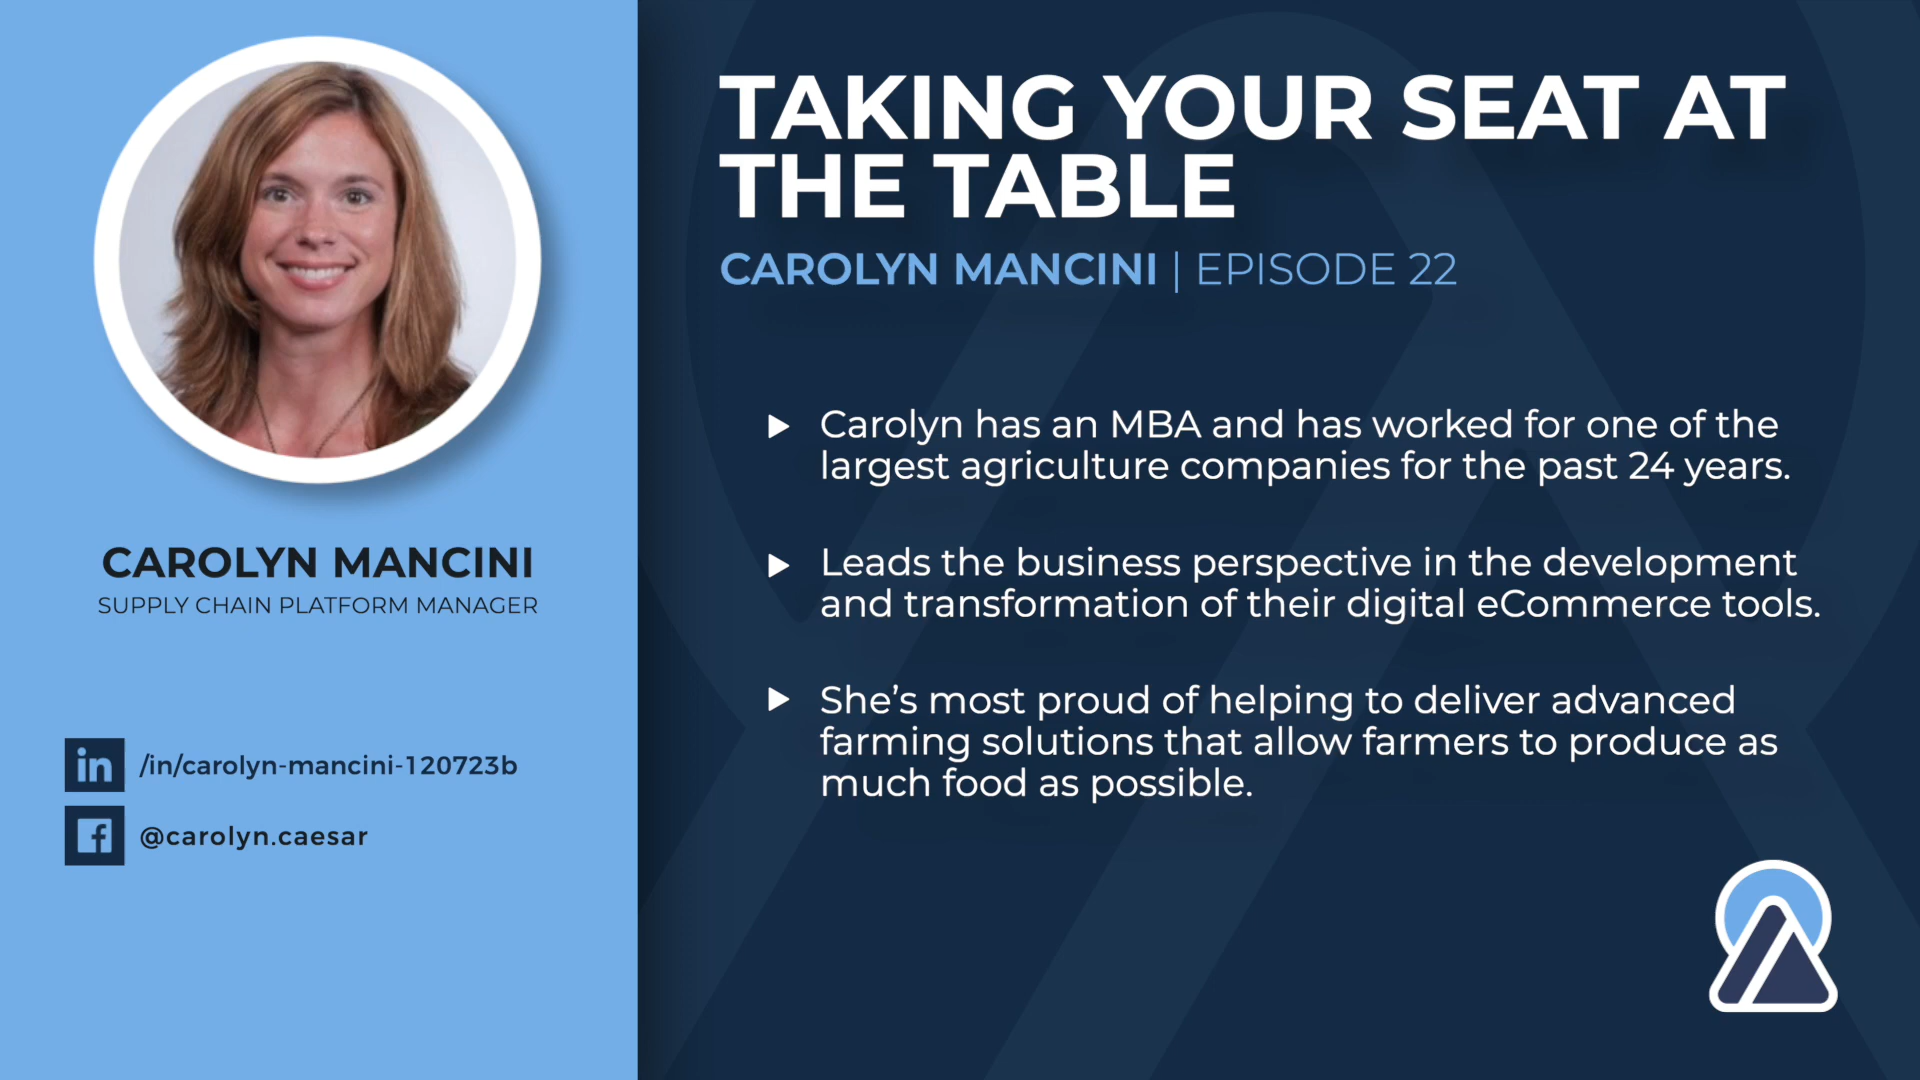 TAKING YOUR SEAT AT
THE TABLE
CAROLYN MANCINI | EPISODE 22
Carolyn has an MBA and has worked for one of the
largest agriculture companies for the past 24 years.
Leads the business perspective in the development
and transformation of their digital eCommerce tools.
She’s most proud of helping to deliver advanced
farming solutions that allow farmers to produce as
much food as possible.
CAROLYN MANCINI
SUPPLY CHAIN PLATFORM MANAGER
in /in/carolyn-mancini-120723b
f @carolyn.caesar